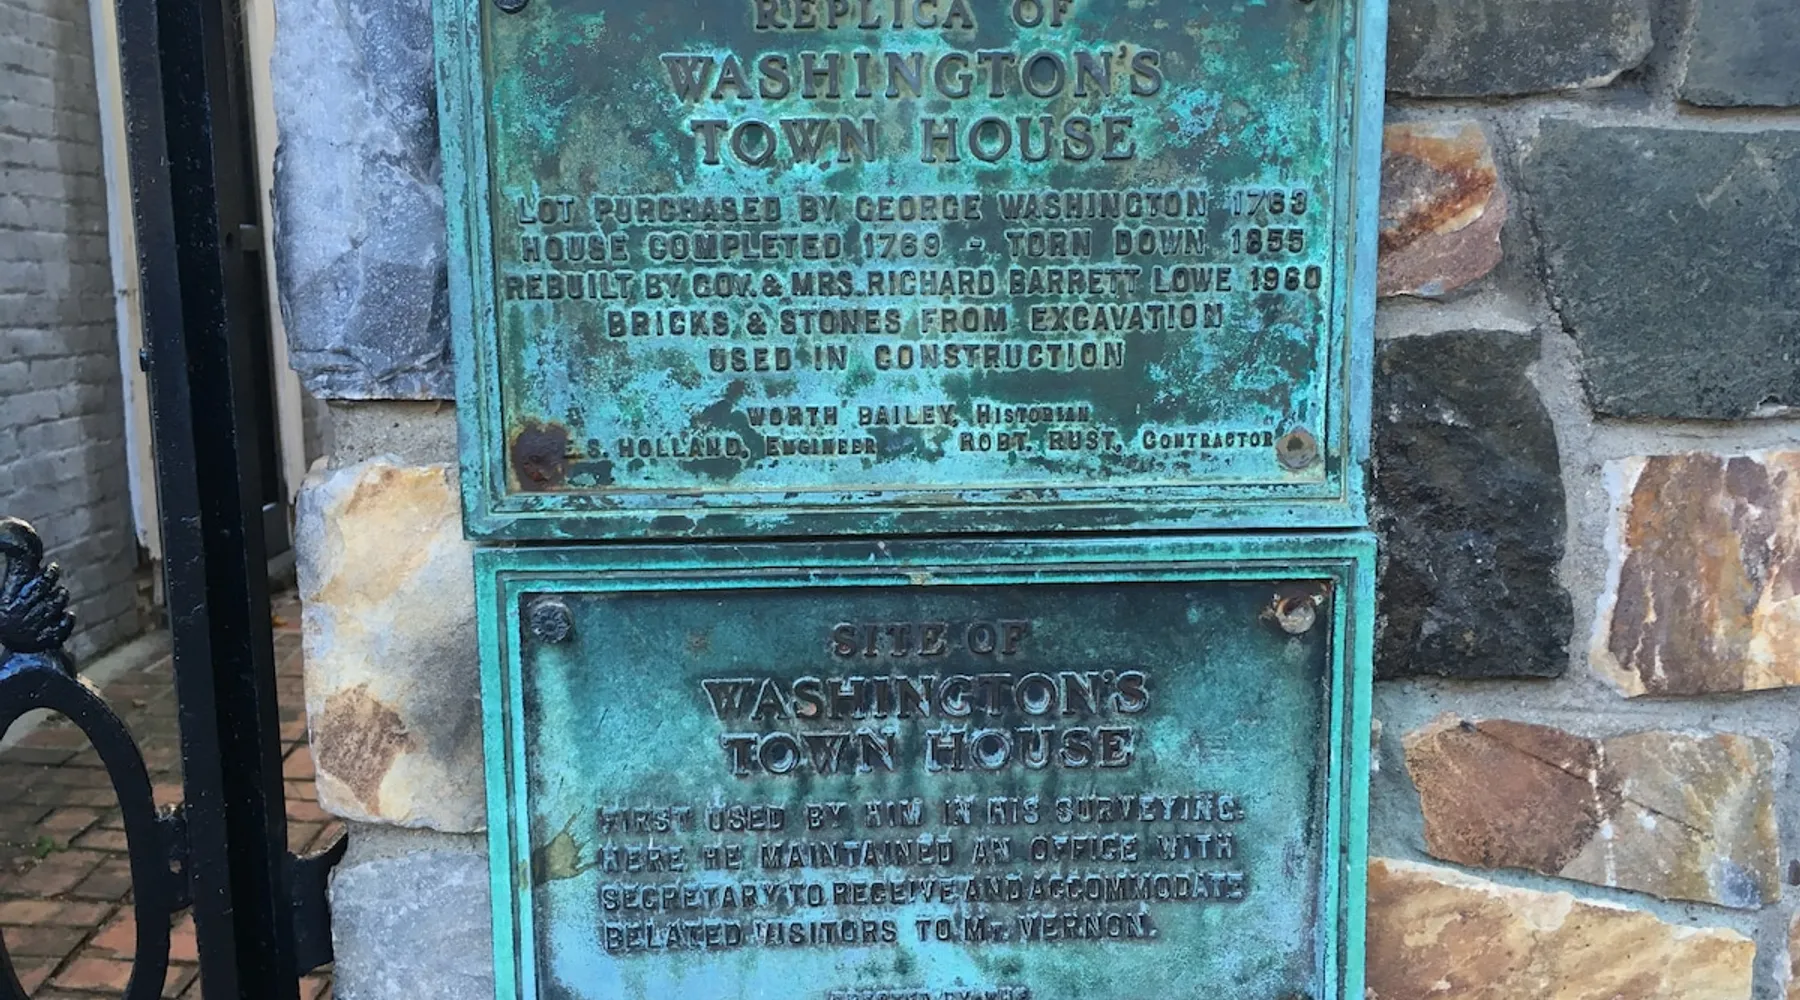 REPLICA OF
WASHINGTON'S
TOWN HOUSE
LOT PURCHASED BY GEORGE WASHINGTON 1763
HOUSE COMPLETED 1769 - TORN DOWN 1855
REBUILT BY GOV. & MRS. RICHARD BARRETT LOWE 1960
BRICKS & STONES FROM EXCAVATION
USED IN CONSTRUCTION
WORTH BAILEY, HISTORIAN
E.S. HOLLAND, ENGINEER ROBT. RUST, CONTRACTOR
SITE OF
WASHINGTON'S
TOWN HOUSE
FIRST USED BY HIM IN HIS SURVEYING.
HERE HE MAINTAINED AN OFFICE WITH
SECRETARY TO RECEIVE AND ACCOMMODATE
BELATED VISITORS TO MT. VERNON.